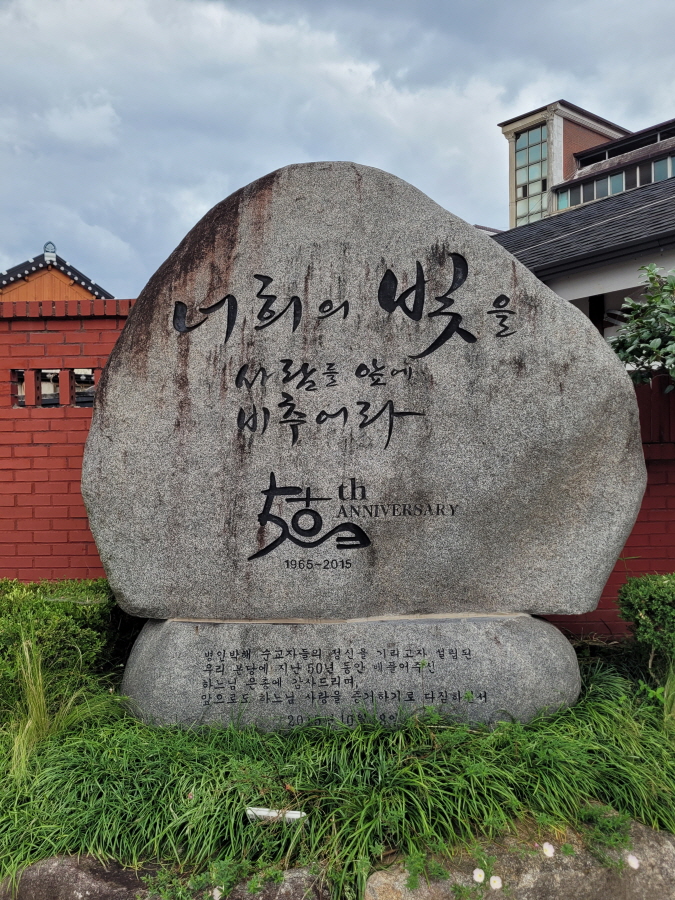 너희의 빛을
사람들 앞에
비추어라
50th
ANNIVERSARY
1965~2015
병인박해 순교자들의 정신을 기리고자 설립된
우리 본당에 지난 50년 동안 베풀어주신
하느님 은총에 감사드리며,
앞으로도 하느님 사랑을 증거하기로 다짐하면서